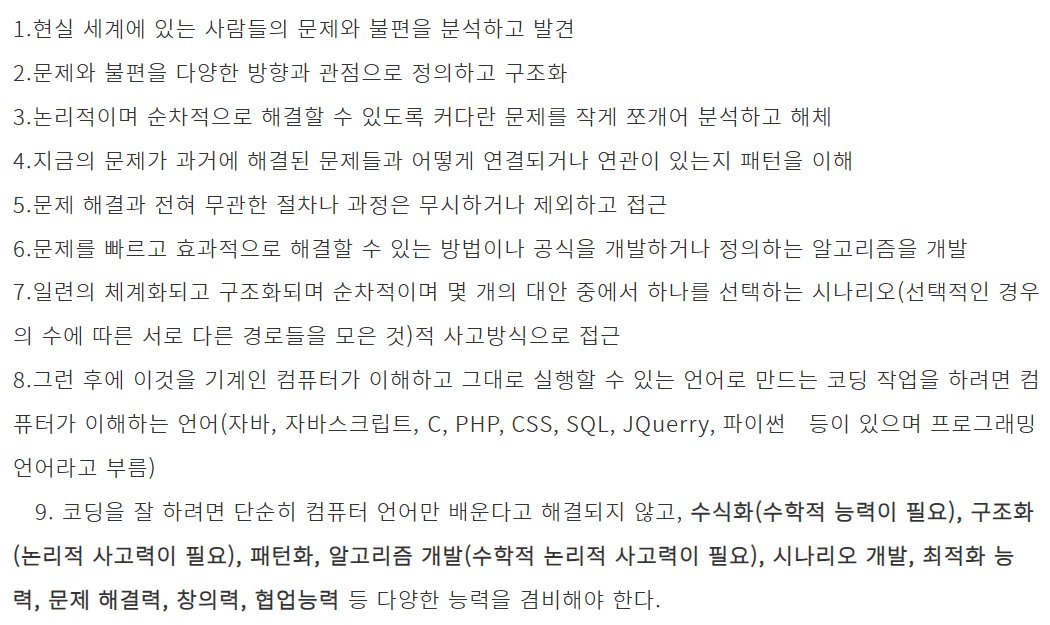 1.현실 세계에 있는 사람들의 문제와 불편을 분석하고 발견
2.문제와 불편을 다양한 방향과 관점으로 정의하고 구조화
3.논리적이며 순차적으로 해결할 수 있도록 커다란 문제를 작게 쪼개어 분석하고 해체
4.지금의 문제가 과거에 해결된 문제들과 어떻게 연결되거나 연관이 있는지 패턴을 이해
5.문제 해결과 전혀 무관한 절차나 과정은 무시하거나 제외하고 접근
6.문제를 빠르고 효과적으로 해결할 수 있는 방법이나 공식을 개발하거나 정의하는 알고리즘을 개발
7.일련의 체계화되고 구조화되며 순차적이며 몇 개의 대안 중에서 하나를 선택하는 시나리오(선택적인 경우
의 수에 따른 서로 다른 경로들을 모은 것)적 사고방식으로 접근
8.그런 후에 이것을 기계인 컴퓨터가 이해하고 그대로 실행할 수 있는 언어로 만드는 코딩 작업을 하려면 컴
퓨터가 이해하는 언어(자바, 자바스크립트, C, PHP, CSS, SQL, JQuerry, 파이썬 등이 있으며 프로그래밍
언어라고 부름)
9. 코딩을 잘 하려면 단순히 컴퓨터 언어만 배운다고 해결되지 않고, 수식화(수학적 능력이 필요), 구조화
(논리적 사고력이 필요), 패턴화, 알고리즘 개발(수학적 논리적 사고력이 필요), 시나리오 개발, 최적화 능
력, 문제 해결력, 창의력, 협업능력 등 다양한 능력을 겸비해야 한다.